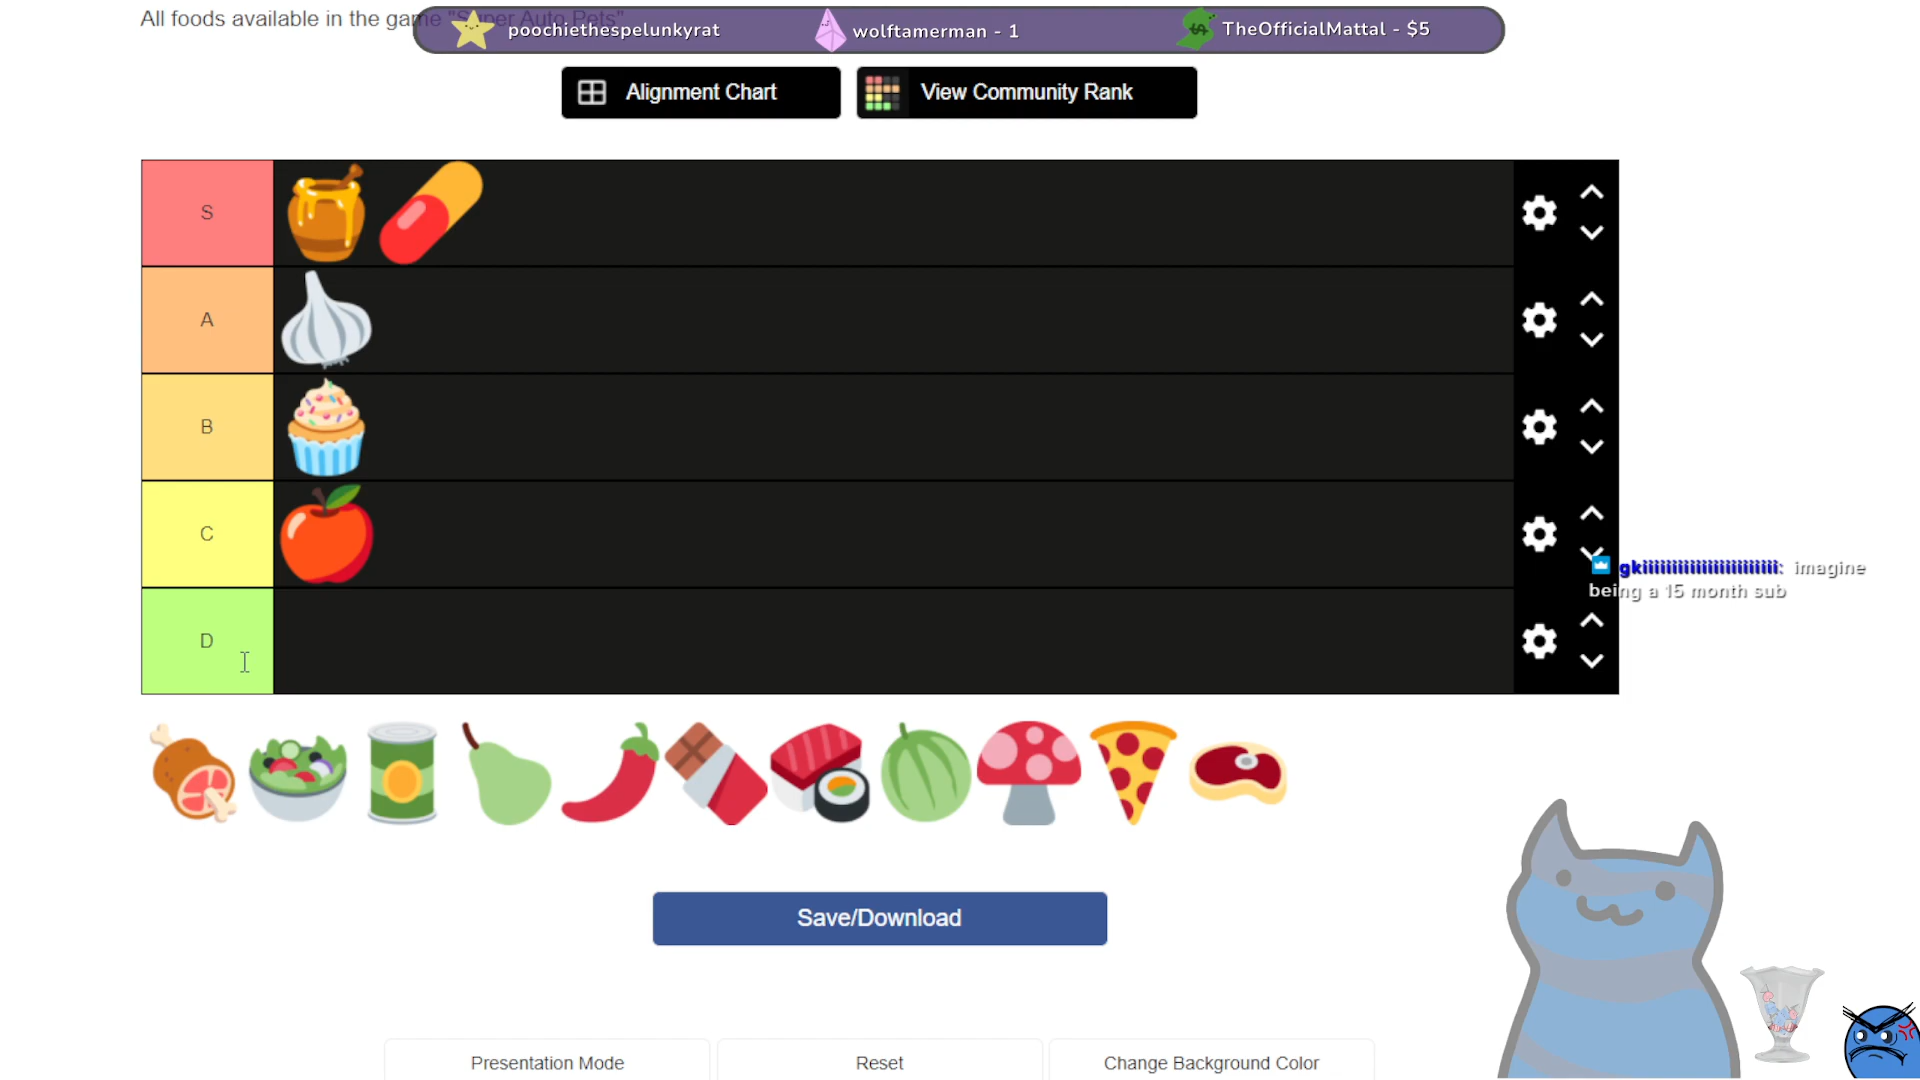 All foods available in the game "Super Auto Pets"
poochiethespelunkyrat
wolftamerman - 1
TheOfficialMattal - $5
Alignment Chart
View Community Rank
S
A
B
C
D
gkiiiiiiiiiiiiiiiiiiiiiii: imagine
being a 15 month sub
Save/Download
Presentation Mode
Reset
Change Background Color